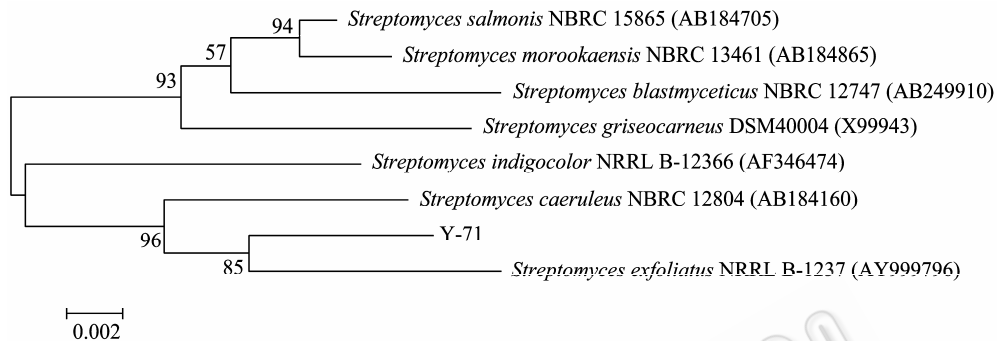 94
Streptomyces salmonis NBRC 15865 (AB184705)
57
Streptomyces morookaensis NBRC 13461 (AB184865)
93
Streptomyces blastmyceticus NBRC 12747 (AB249910)
Streptomyces griseocarneus DSM40004 (X99943)
Streptomyces indigocolor NRRL B-12366 (AF346474)
Streptomyces caeruleus NBRC 12804 (AB184160)
96
Y-71
85
Streptomyces exfoliatus NRRL B-1237 (AY999796)
0.002